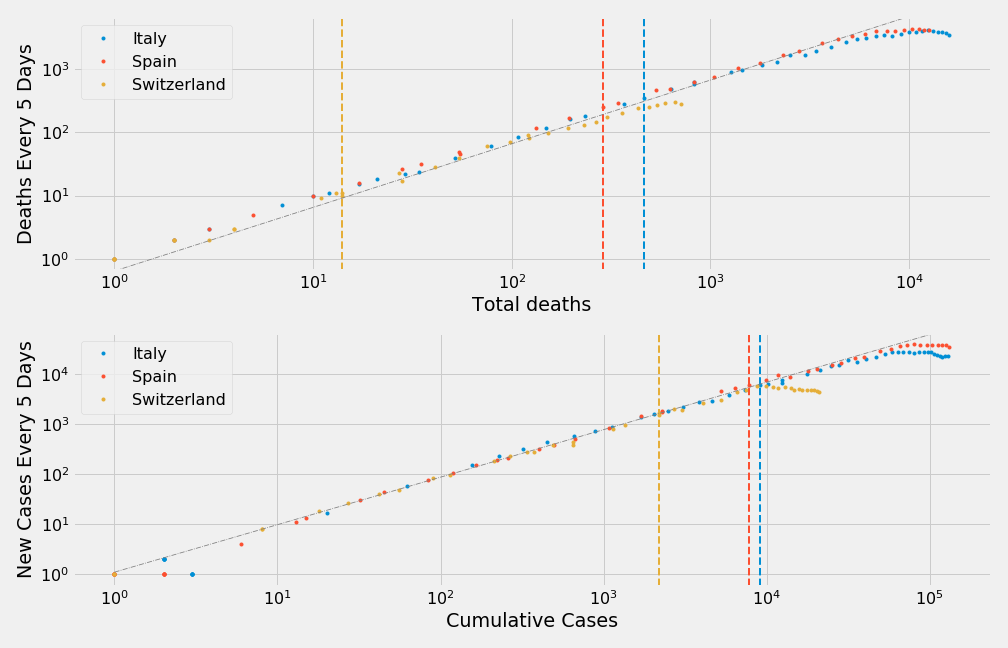 Italy
Spain
Switzerland
Deaths Every 5 Days
10³
10²
10¹
10⁰
10⁰ 10¹ 10² 10³ 10⁴
Total deaths
Italy
Spain
Switzerland
New Cases Every 5 Days
10⁴
10³
10²
10¹
10⁰
10⁰ 10¹ 10² 10³ 10⁴ 10⁵
Cumulative Cases